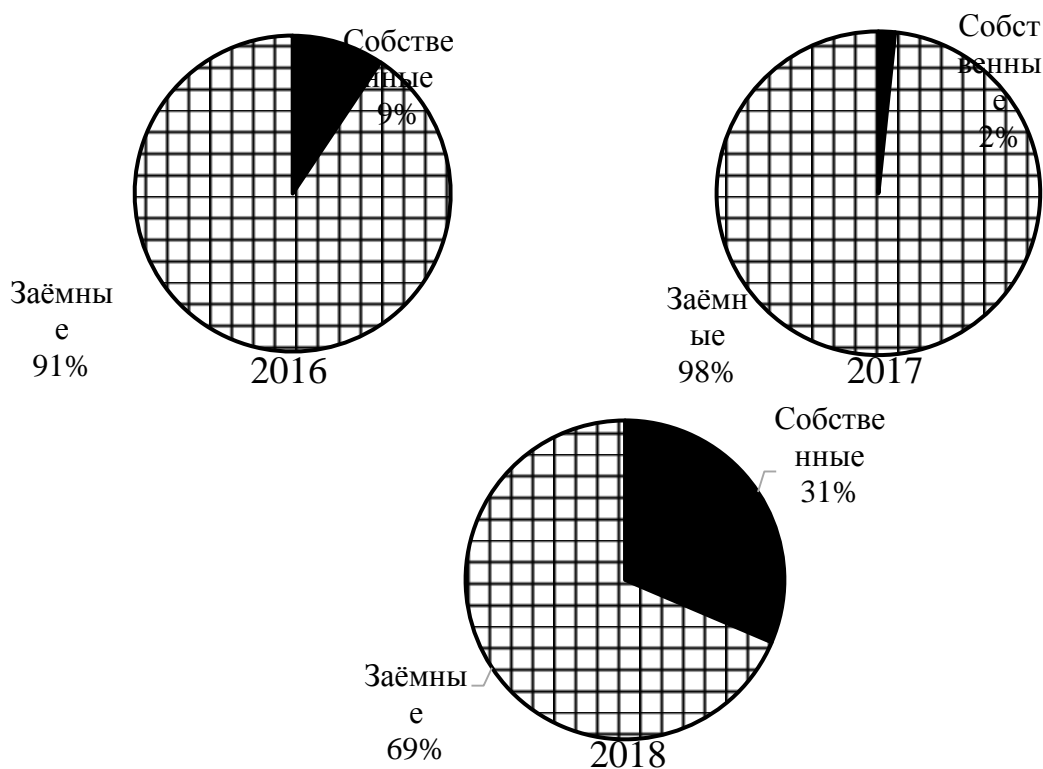 Собстве
нные
9%
Заёмны
е
91%
2016
Собст
венны
е
2%
Заёмн
ые
98%
2017
Собстве
нные
31%
Заёмны
е
69%
2018